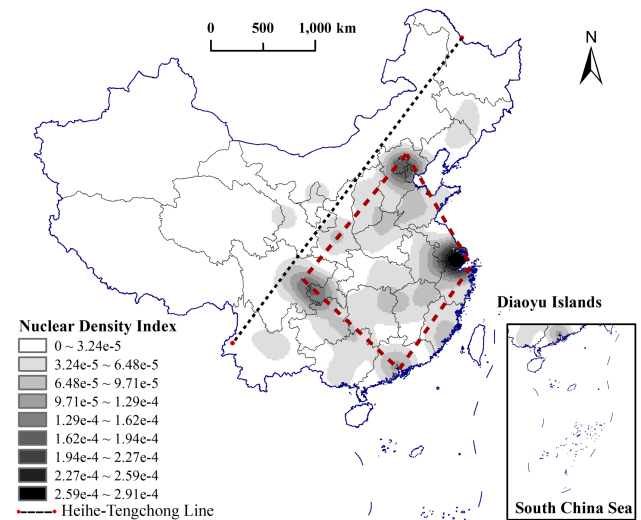 0 500 1,000 km
N
Diaoyu Islands
Nuclear Density Index
0 ~ 3.24e-5
3.24e-5 ~ 6.48e-5
6.48e-5 ~ 9.71e-5
9.71e-5 ~ 1.29e-4
1.29e-4 ~ 1.62e-4
1.62e-4 ~ 1.94e-4
1.94e-4 ~ 2.27e-4
2.27e-4 ~ 2.59e-4
2.59e-4 ~ 2.91e-4
Heihe-Tengchong Line
South China Sea